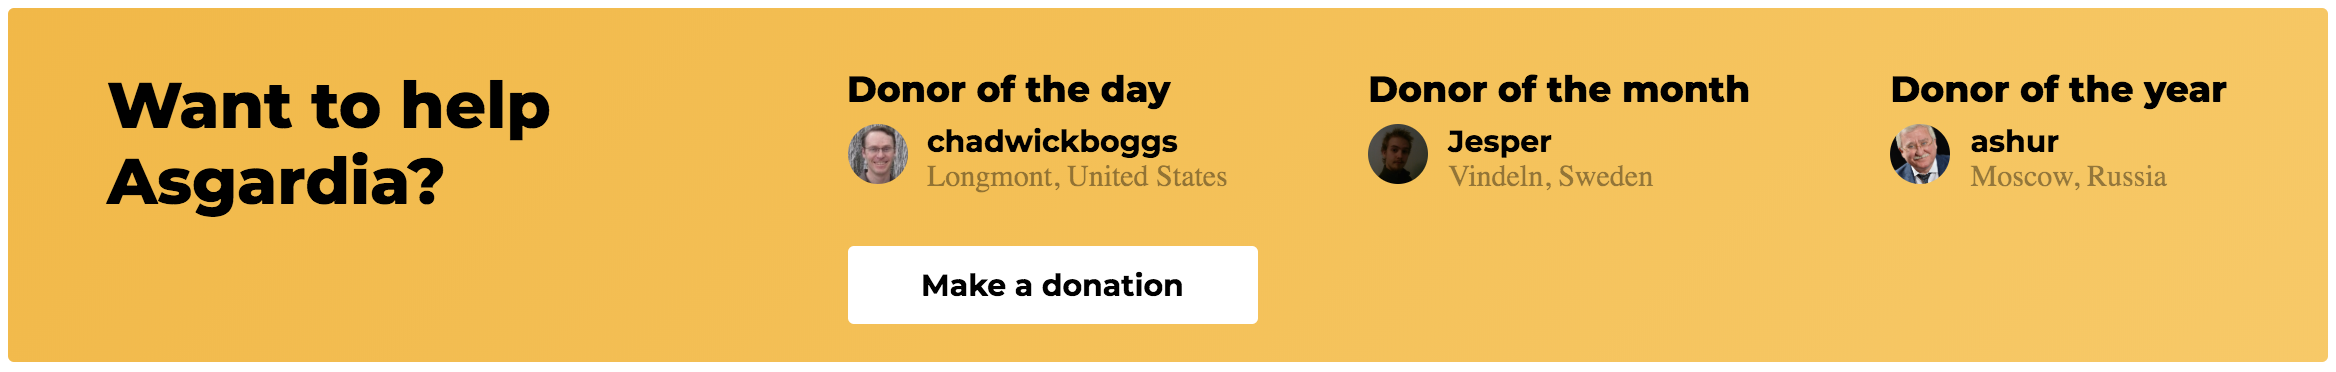 Want to help
Asgardia?
Donor of the day
chadwickboggs
Longmont, United States
Donor of the month
Jesper
Vindeln, Sweden
Donor of the year
ashur
Moscow, Russia
Make a donation